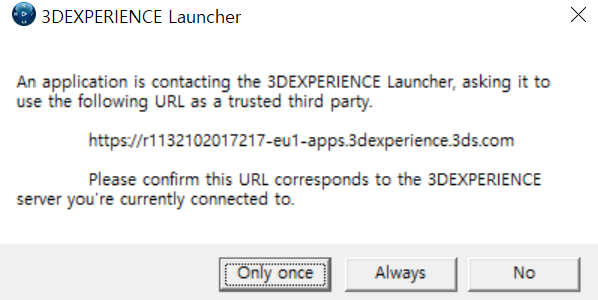 3DEXPERIENCE Launcher
An application is contacting the 3DEXPERIENCE Launcher, asking it to
use the following URL as a trusted third party.
https://r1132102017217-eu1-apps.3dexperience.3ds.com
Please confirm this URL corresponds to the 3DEXPERIENCE
server you're currently connected to.
Only once
Always
No